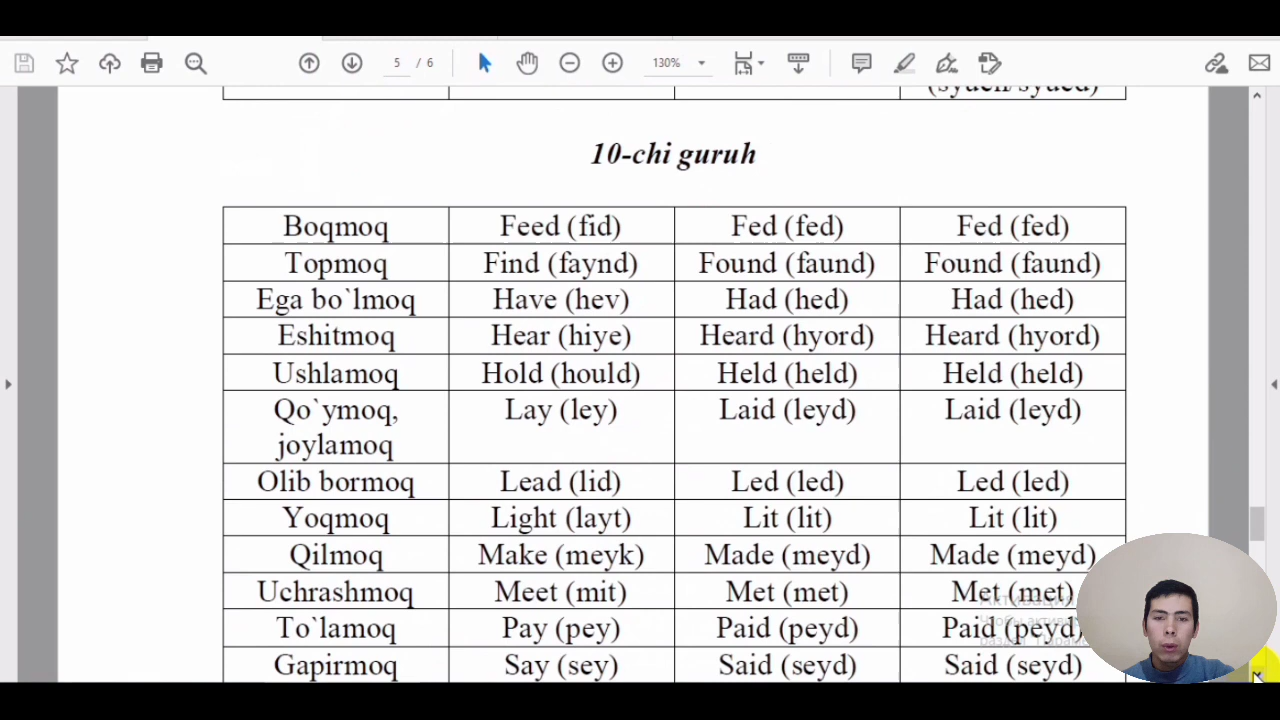 5 / 6
130%
10-chi guruh
Boqmoq Feed (fid) Fed (fed) Fed (fed)
Topmoq Find (faynd) Found (faund) Found (faund)
Ega bo`lmoq Have (hev) Had (hed) Had (hed)
Eshitmoq Hear (hiye) Heard (hyord) Heard (hyord)
Ushlamoq Hold (hould) Held (held) Held (held)
Qo`ymoq, Lay (ley) Laid (leyd) Laid (leyd)
joylamoq
Olib bormoq Lead (lid) Led (led) Led (led)
Yoqmoq Light (layt) Lit (lit) Lit (lit)
Qilmoq Make (meyk) Made (meyd) Made (meyd)
Uchrashmoq Meet (mit) Met (met) Met (met)
To`lamoq Pay (pey) Paid (peyd) Paid (peyd)
Gapirmoq Say (sey) Said (seyd) Said (seyd)